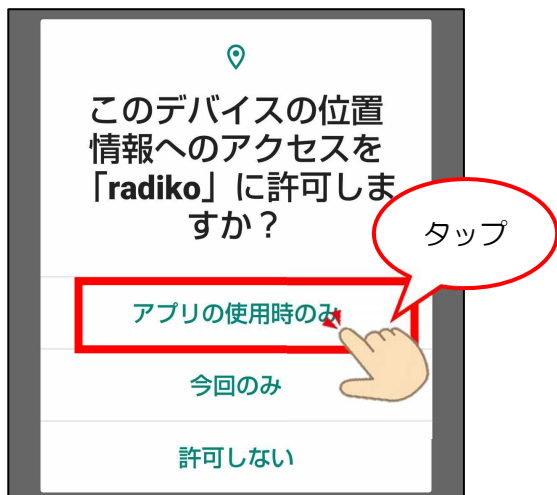 このデバイスの位置
情報へのアクセスを
「radiko」に許可しま
すか？
タップ
アプリの使用時のみ
今回のみ
許可しない